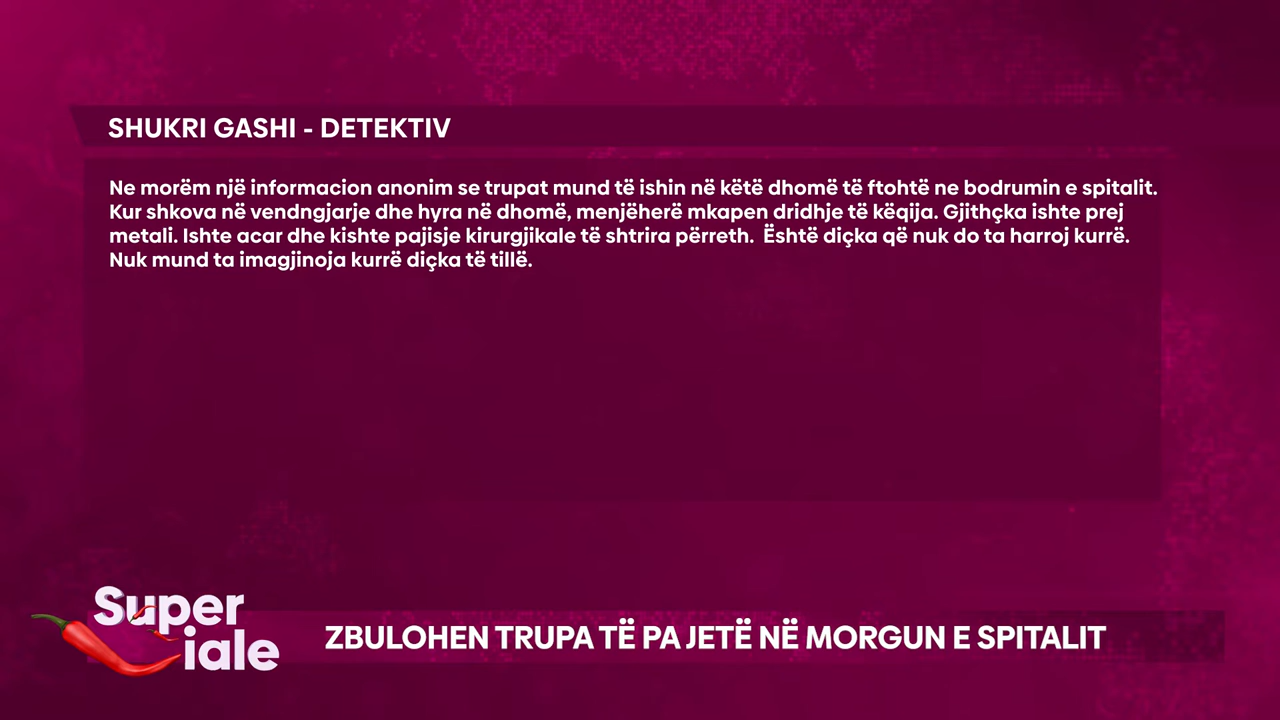 SHUKRI GASHI - DETEKTIV
Ne morëm një informacion anonim se trupat mund të ishin në këtë dhomë të ftohtë ne bodrumin e spitalit.
Kur shkova në vendngjarje dhe hyra në dhomë, menjëherë mkapen dridhje të këqija. Gjithçka ishte prej
metali. Ishte acar dhe kishte pajisje kirurgjikale të shtrira përreth.  Është diçka që nuk do ta harroj kurrë.
Nuk mund ta imagjinoja kurrë diçka të tillë.
Super
iale
ZBULOHEN TRUPA TË PA JETË NË MORGUN E SPITALIT